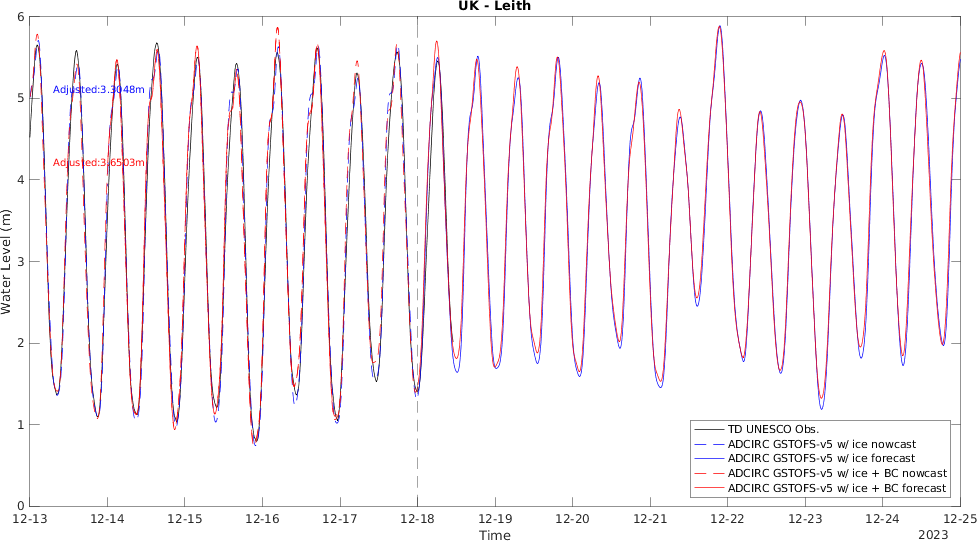 UK - Leith
6
5
4
3
2
1
0
Water Level (m)
Adjusted:3.3048m
Adjusted:3.6503m
TD UNESCO Obs.
ADCIRC GSTOFS-v5 w/ ice nowcast
ADCIRC GSTOFS-v5 w/ ice forecast
ADCIRC GSTOFS-v5 w/ ice + BC nowcast
ADCIRC GSTOFS-v5 w/ ice + BC forecast
12-13 12-14 12-15 12-16 12-17 12-18 12-19 12-20 12-21 12-22 12-23 12-24 12-25
Time
2023